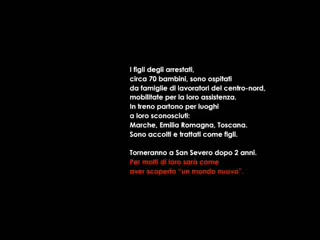 I figli degli arrestati,
circa 70 bambini, sono ospitati
da famiglie di lavoratori del centro-nord,
mobilitate per la loro assistenza.
In treno partono per luoghi
a loro sconosciuti:
Marche, Emilia Romagna, Toscana.
Sono accolti e trattati come figli.
Torneranno a San Severo dopo 2 anni.
Per molti di loro sarà come
aver scoperto "un mondo nuovo".